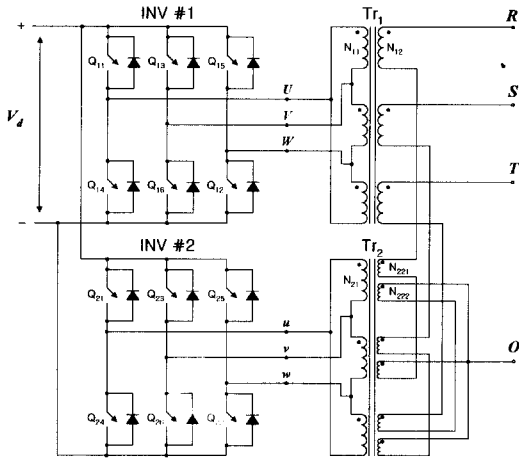 INV #1
Tr1
+
Q11
Q13
Q15
N11
N12
R
U
S
V
Vd
W
Q14
Q16
Q12
T
−
INV #2
Tr2
Q21
Q23
Q25
N21
N221
N222
u
v
O
w
Q24